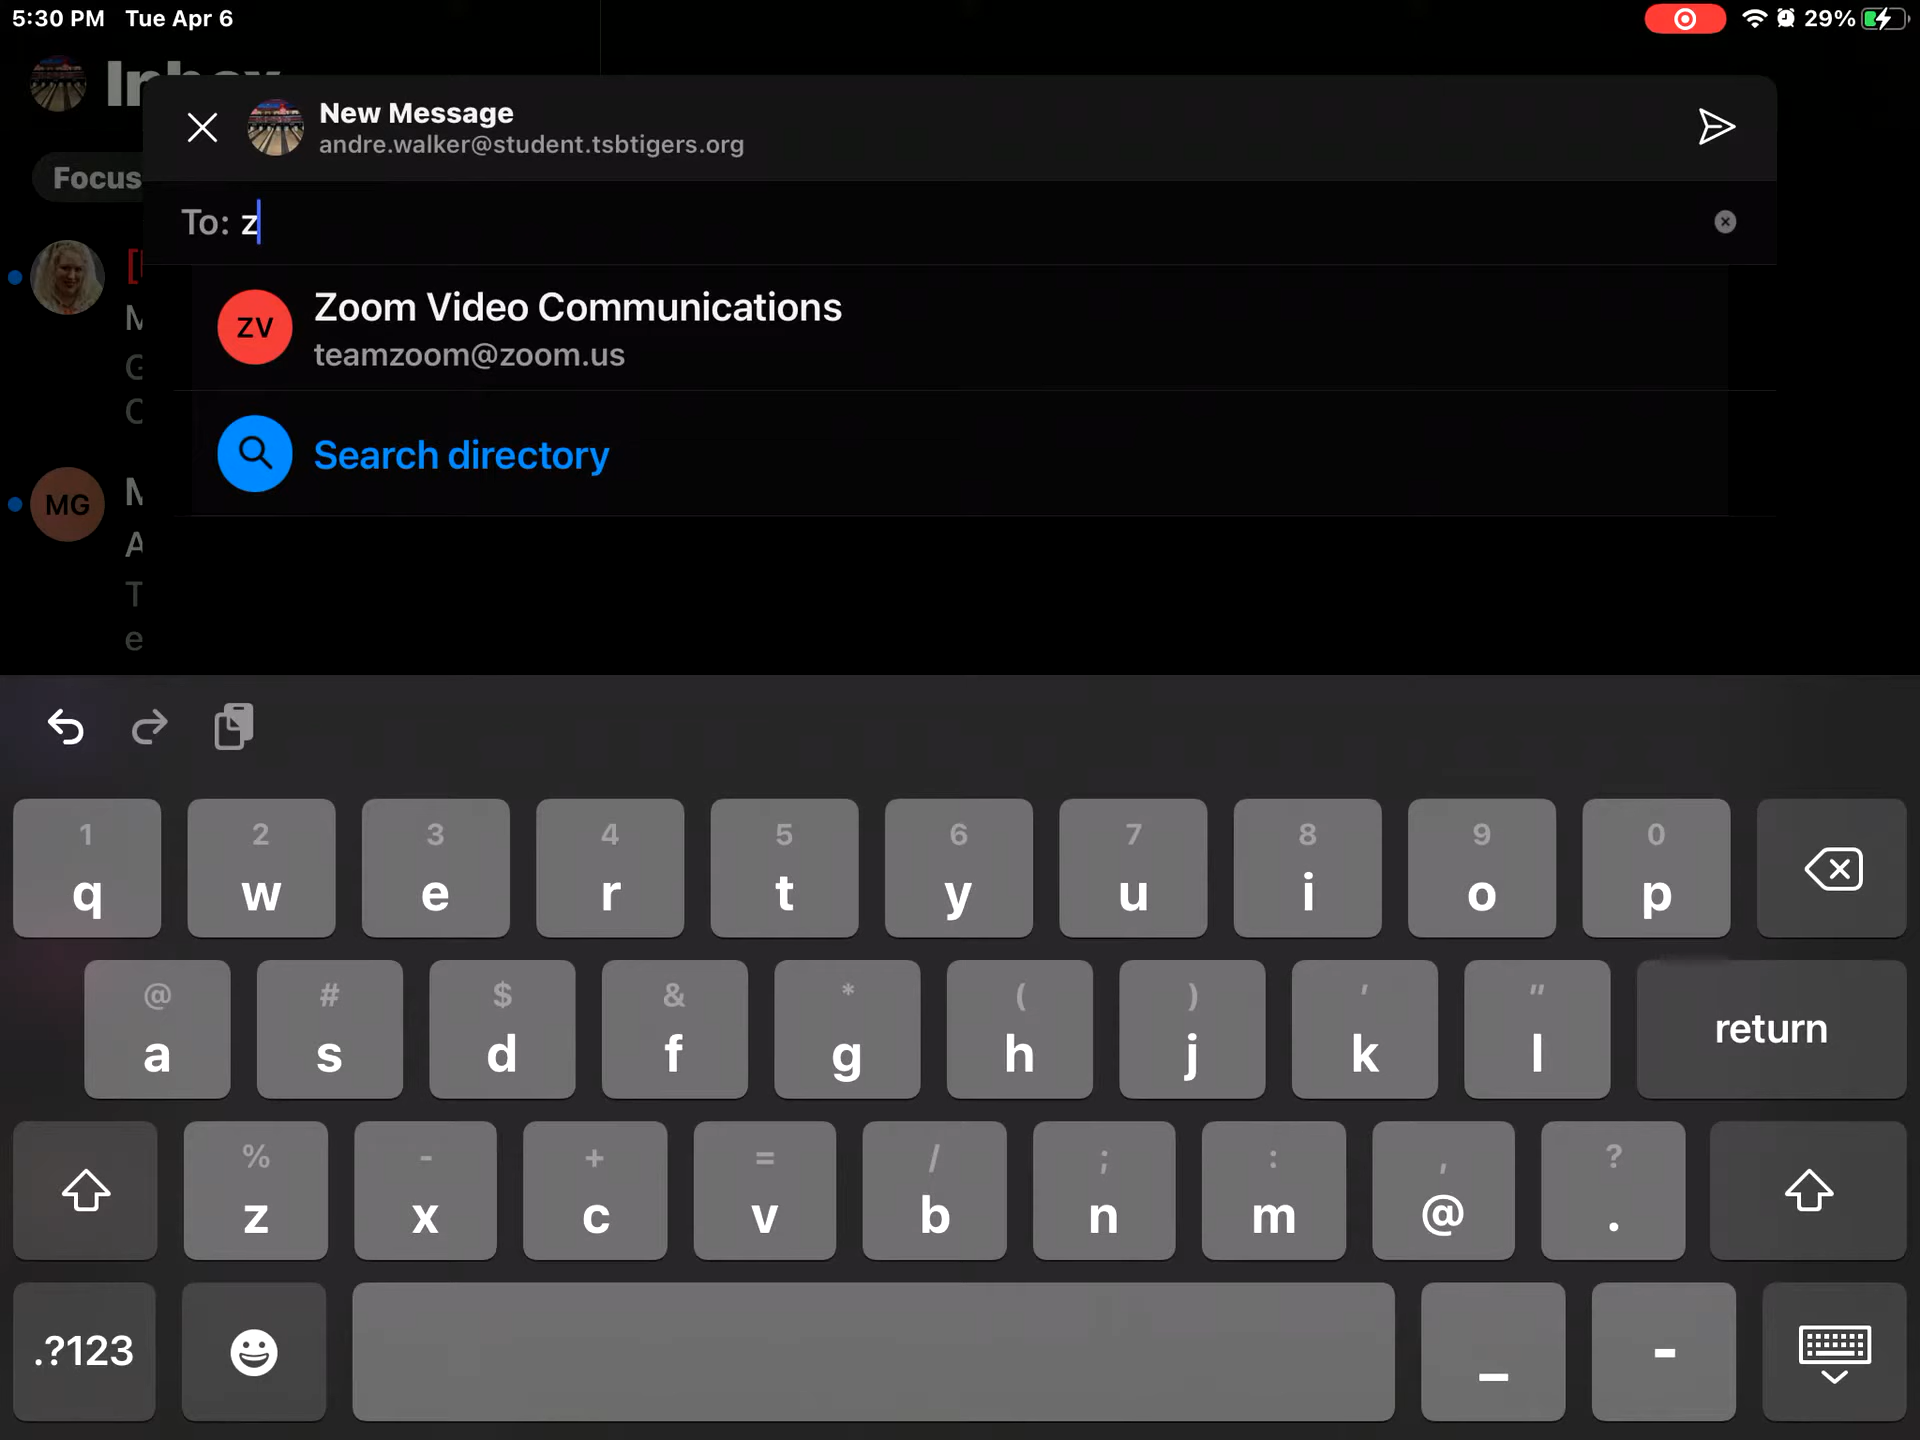 5:30 PM Tue Apr 6
29%
Inbox
New Message
andre.walker@student.tsbtigers.org
Focus
To: z
[
M
G
C
ZV
Zoom Video Communications
teamzoom@zoom.us
Search directory
MG
M
A
T
e
1 2 3 4 5 6 7 8 9 0
q w e r t y u i o p
@ # $ & * ( ) ' "
a s d f g h j k l return
% - + = / ; : , ?
z x c v b n m @ .
.?123 _ -